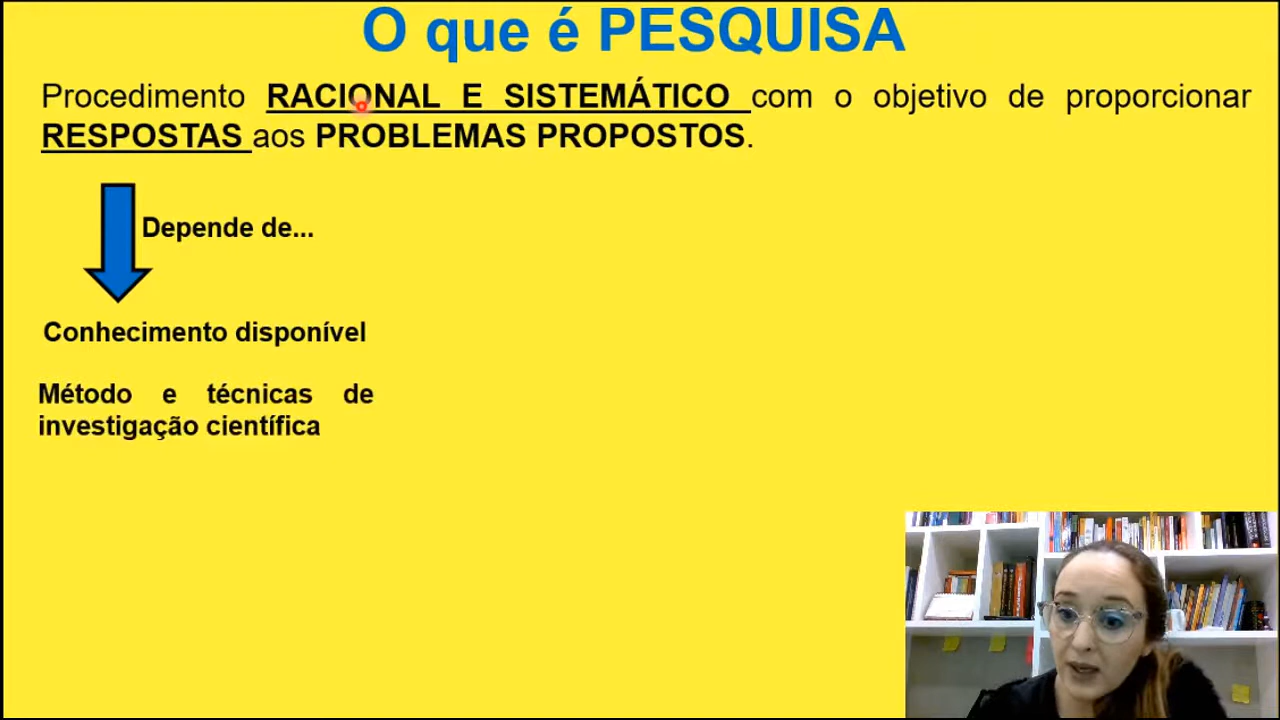 O que é PESQUISA
Procedimento RACIONAL E SISTEMÁTICO com o objetivo de proporcionar
RESPOSTAS aos PROBLEMAS PROPOSTOS.
Depende de...
Conhecimento disponível
Método e técnicas de
investigação científica